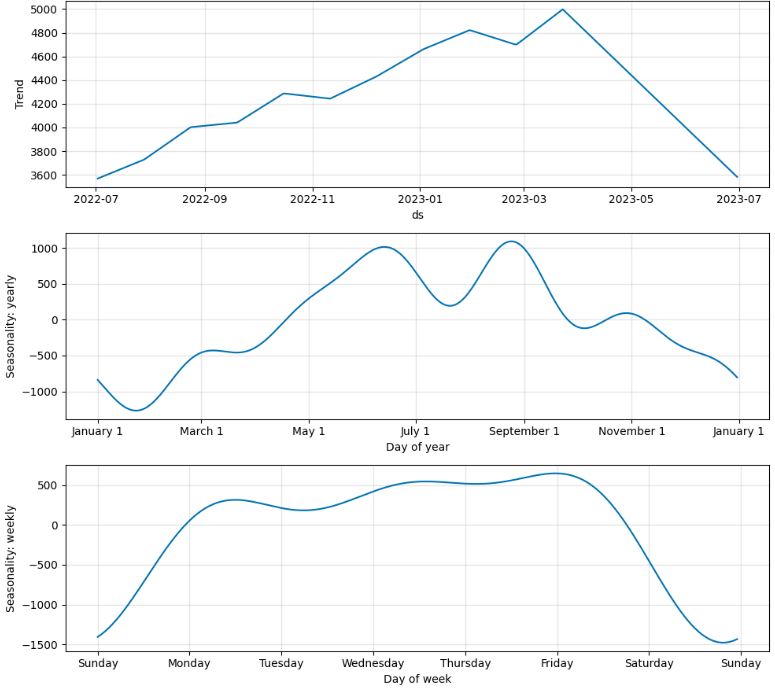 5000
4800
4600
4400
4200
4000
3800
3600
Trend
2022-07 2022-09 2022-11 2023-01 2023-03 2023-05 2023-07
ds
1000
500
0
−500
−1000
Seasonality: yearly
January 1 March 1 May 1 July 1 September 1 November 1 January 1
Day of year
500
0
−500
−1000
−1500
Seasonality: weekly
Sunday Monday Tuesday Wednesday Thursday Friday Saturday Sunday
Day of week